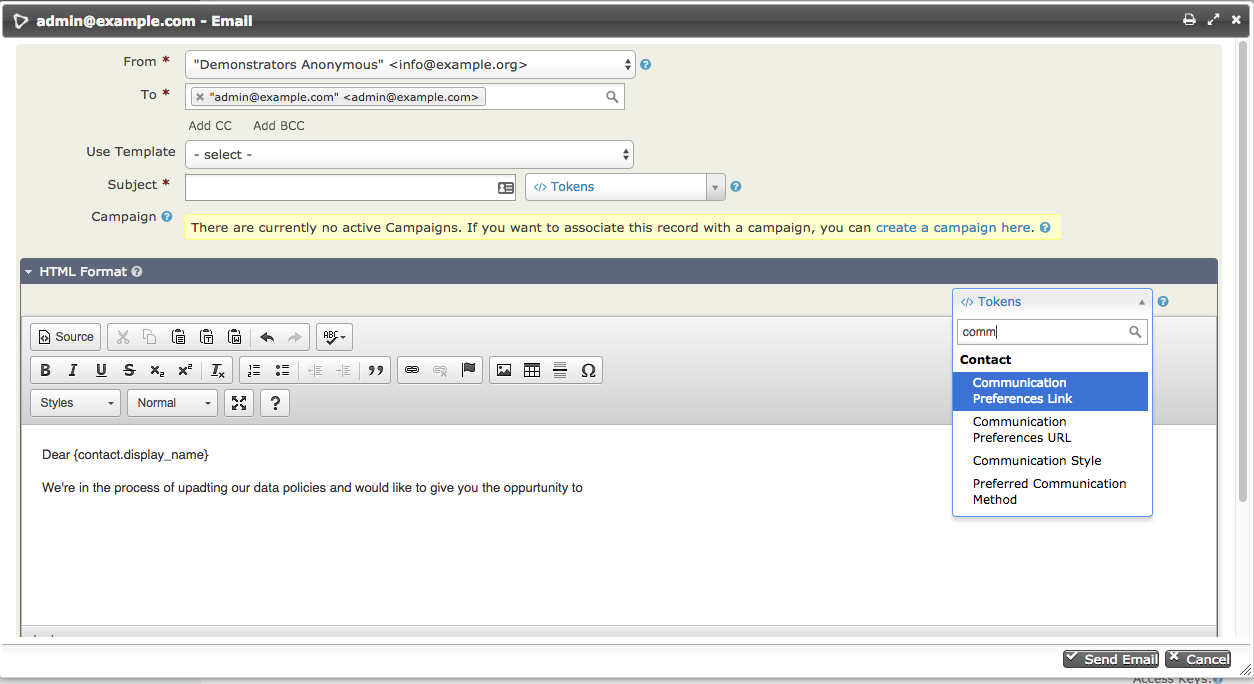 admin@example.com - Email
From *
"Demonstrators Anonymous" <info@example.org>
To *
"admin@example.com" <admin@example.com>
Add CC Add BCC
Use Template
- select -
Subject *
</> Tokens
Campaign
There are currently no active Campaigns. If you want to associate this record with a campaign, you can create a campaign here.
HTML Format
</> Tokens
comm
Contact
Communication
Preferences Link
Communication
Preferences URL
Communication Style
Preferred Communication
Method
Source
ABC
B I U S x₂ x² Tx
Ω
Styles Normal ?
Dear {contact.display_name}
We're in the process of upadting our data policies and would like to give you the oppurtunity to
Send Email Cancel
Access Keys: